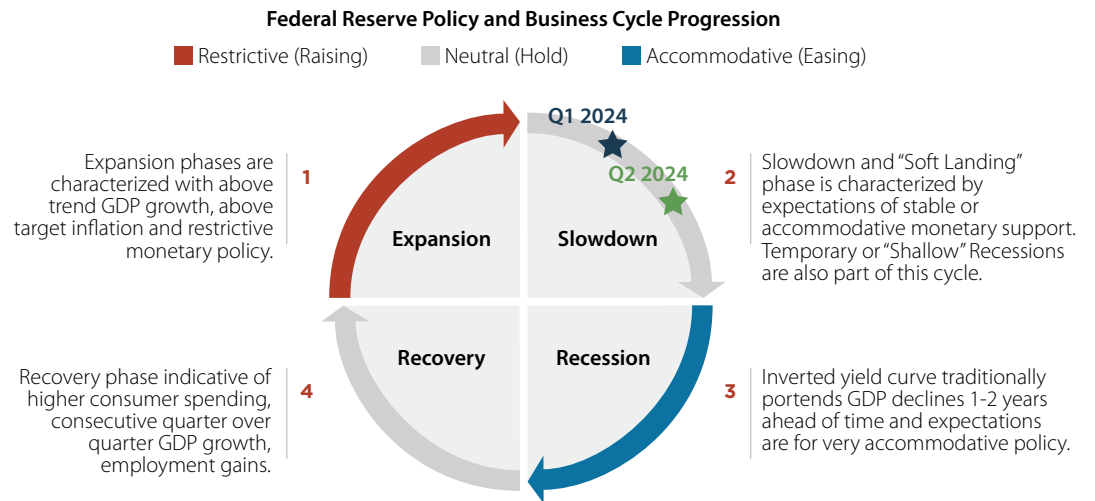 Federal Reserve Policy and Business Cycle Progression
Restrictive (Raising)
Neutral (Hold)
Accommodative (Easing)
Q1 2024
Q2 2024
Expansion phases are
characterized with above
trend GDP growth, above
target inflation and restrictive
monetary policy.
1
Expansion
Slowdown
2
Slowdown and “Soft Landing”
phase is characterized by
expectations of stable or
accommodative monetary support.
Temporary or “Shallow” Recessions
are also part of this cycle.
Recovery phase indicative of
higher consumer spending,
consecutive quarter over
quarter GDP growth,
employment gains.
4
Recovery
Recession
3
Inverted yield curve traditionally
portends GDP declines 1-2 years
ahead of time and expectations
are for very accommodative policy.